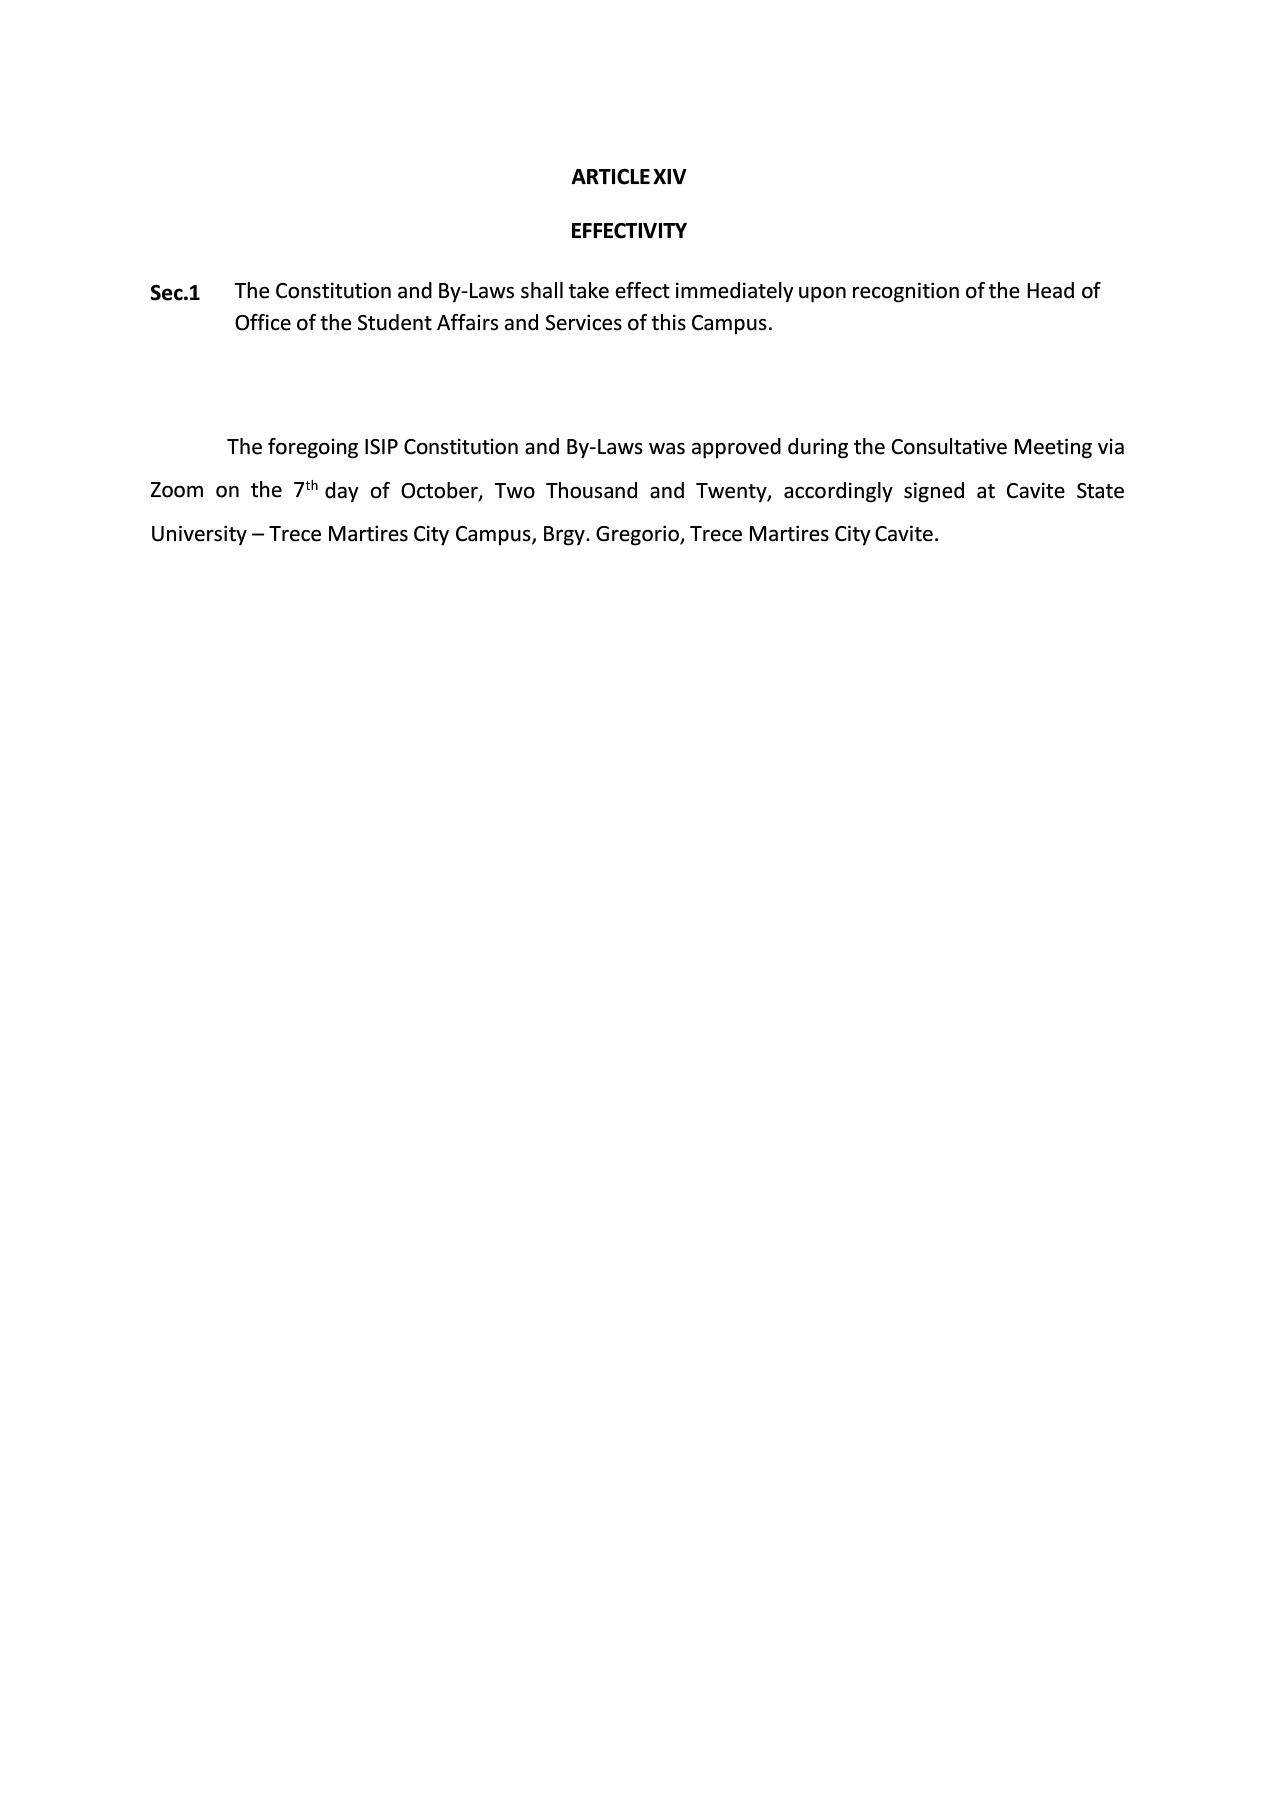 ARTICLE XIV
EFFECTIVITY
Sec.1 The Constitution and By-Laws shall take effect immediately upon recognition of the Head of
Office of the Student Affairs and Services of this Campus.
The foregoing ISIP Constitution and By-Laws was approved during the Consultative Meeting via
Zoom on the 7th day of October, Two Thousand and Twenty, accordingly signed at Cavite State
University – Trece Martires City Campus, Brgy. Gregorio, Trece Martires City Cavite.